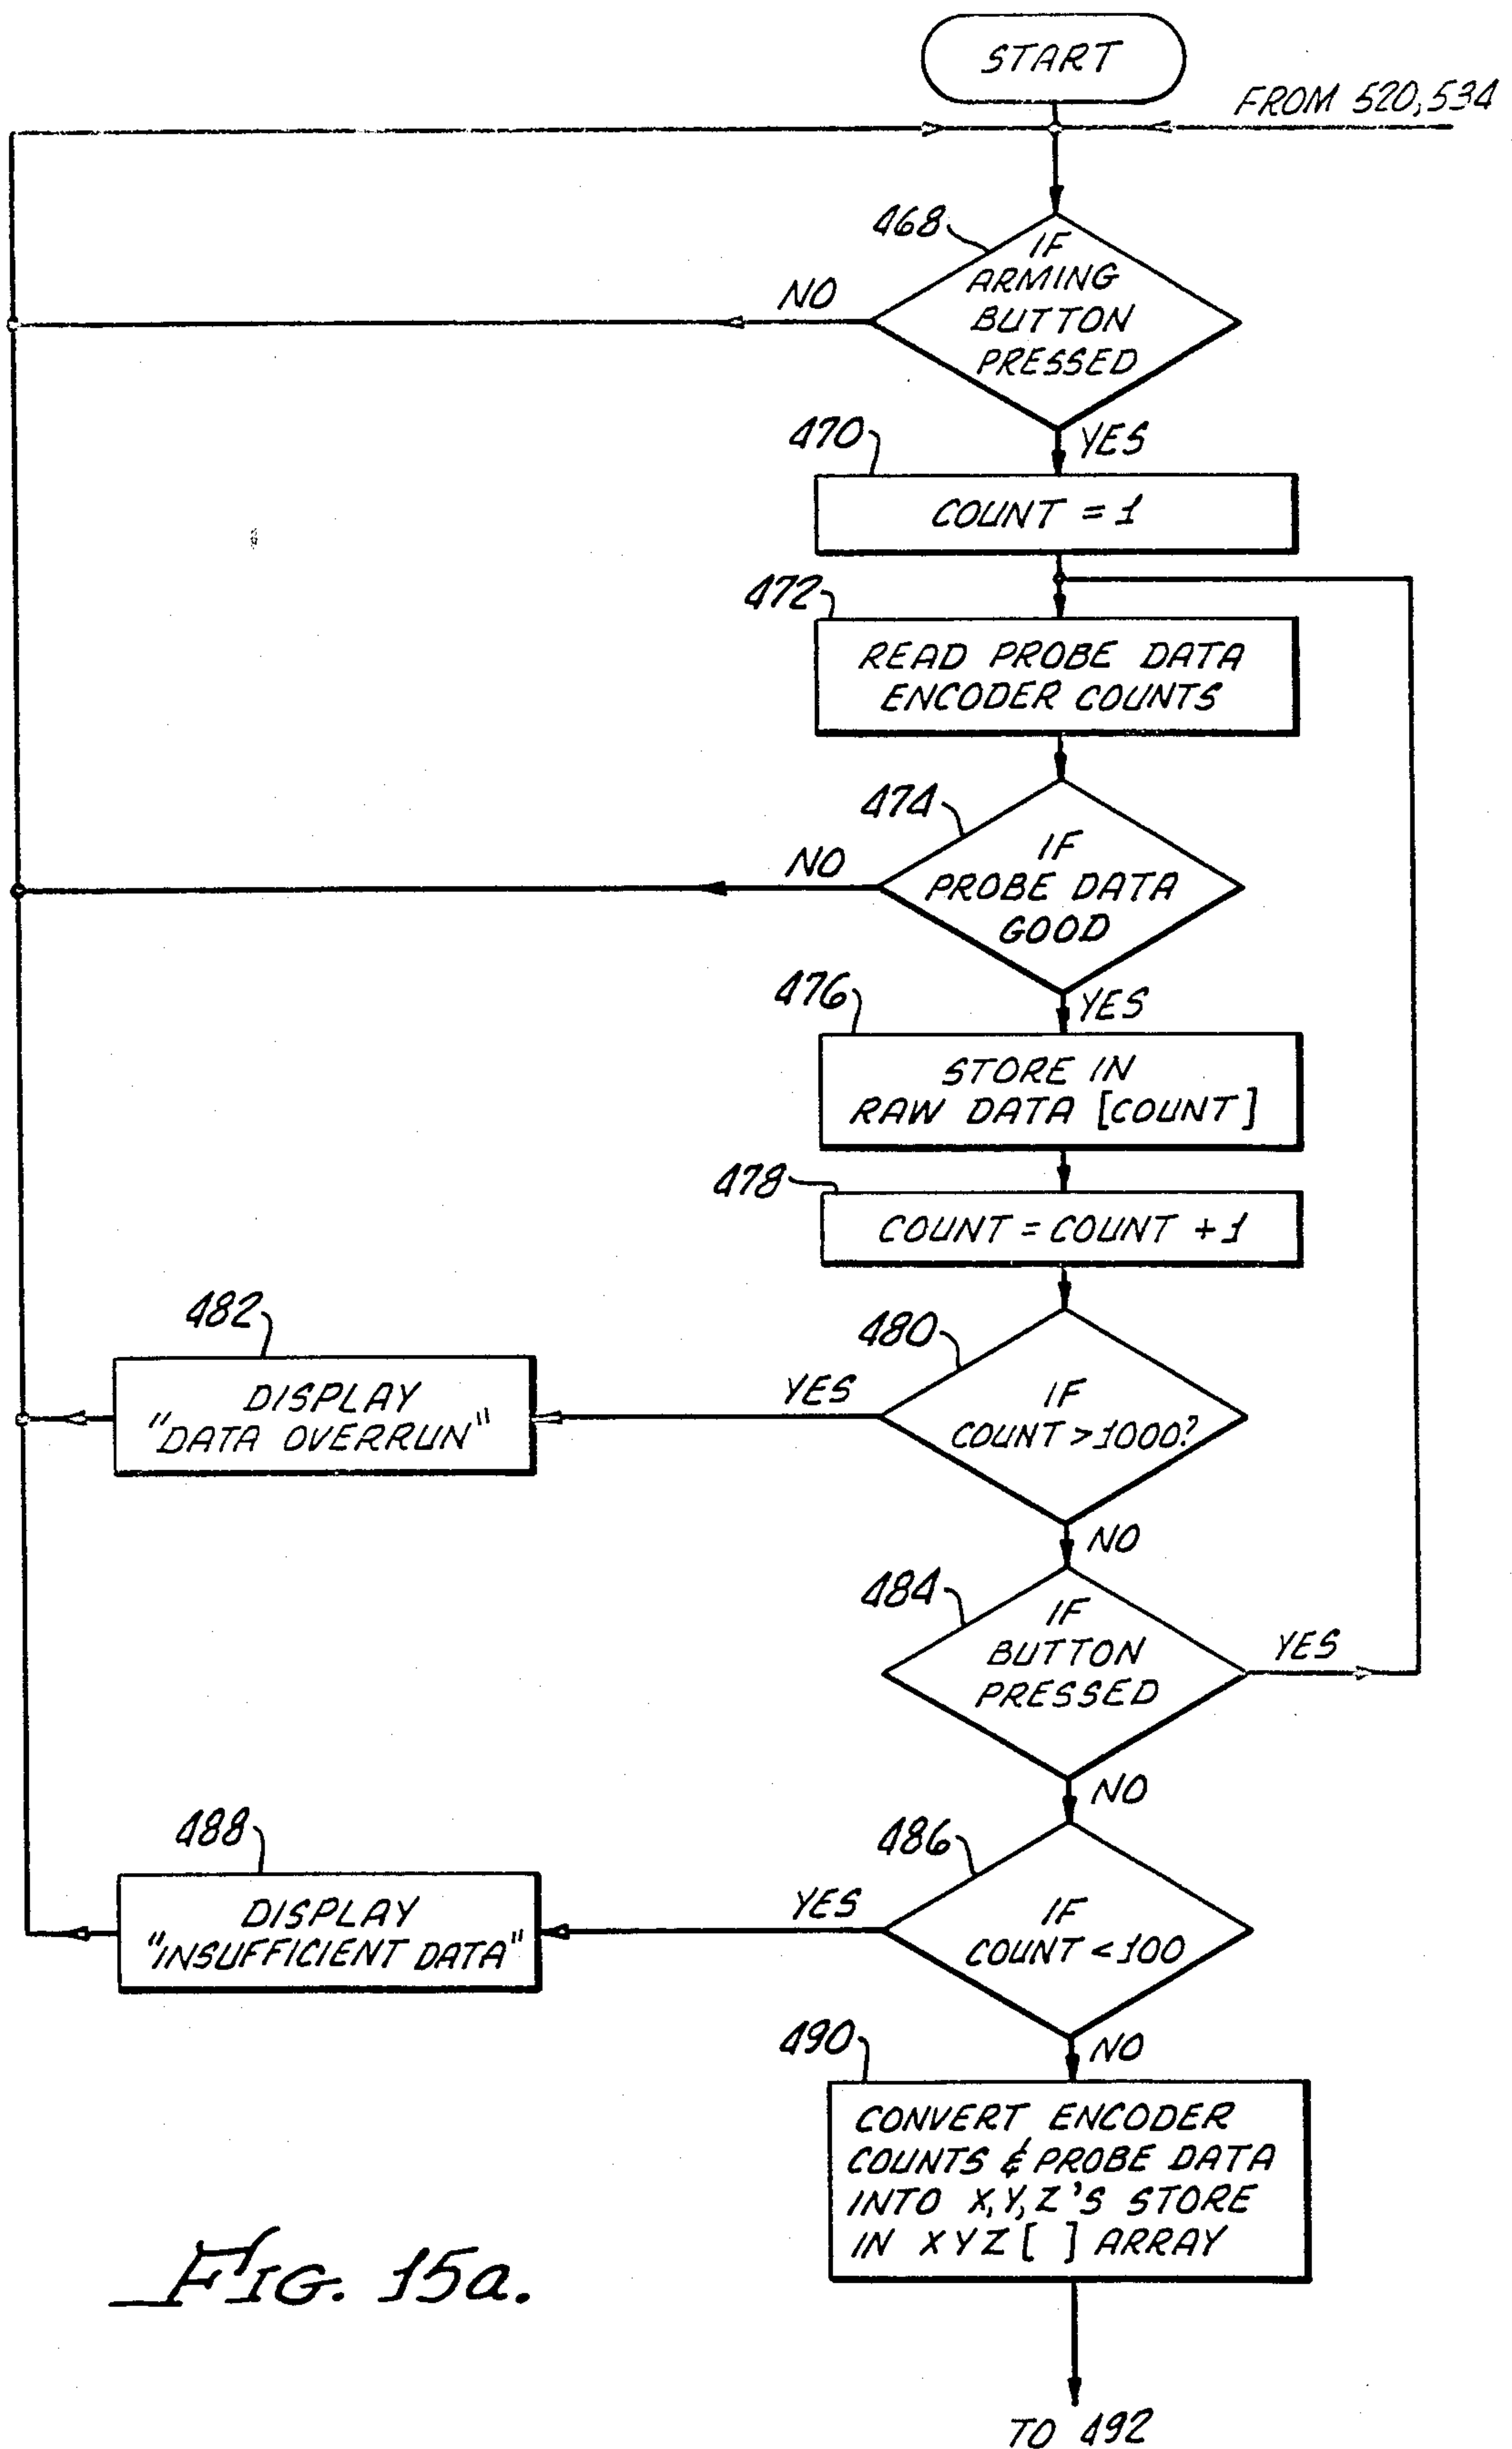 START
FROM 520,534
468
IF
ARMING
BUTTON
PRESSED
NO
YES
470
COUNT = 1
472
READ PROBE DATA
ENCODER COUNTS
474
IF
PROBE DATA
GOOD
NO
YES
476
STORE IN
RAW DATA [COUNT]
478
COUNT = COUNT + 1
480
IF
COUNT >1000?
YES
482
DISPLAY
"DATA OVERRUN"
NO
484
IF
BUTTON
PRESSED
YES
NO
486
IF
COUNT <100
YES
488
DISPLAY
"INSUFFICIENT DATA"
NO
490
CONVERT ENCODER
COUNTS & PROBE DATA
INTO X,Y,Z'S STORE
IN XYZ[ ] ARRAY
TO 492
FIG. 15a.